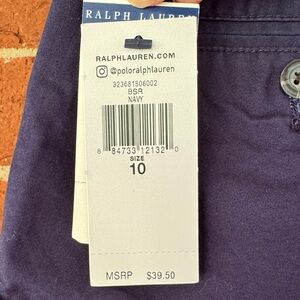 RALPH LAUREN
RALPHLAUREN.COM
@poloralphlauren
323681506002
BSR
NAVY
8 84733 12132 0
SIZE
10
MSRP $39.50